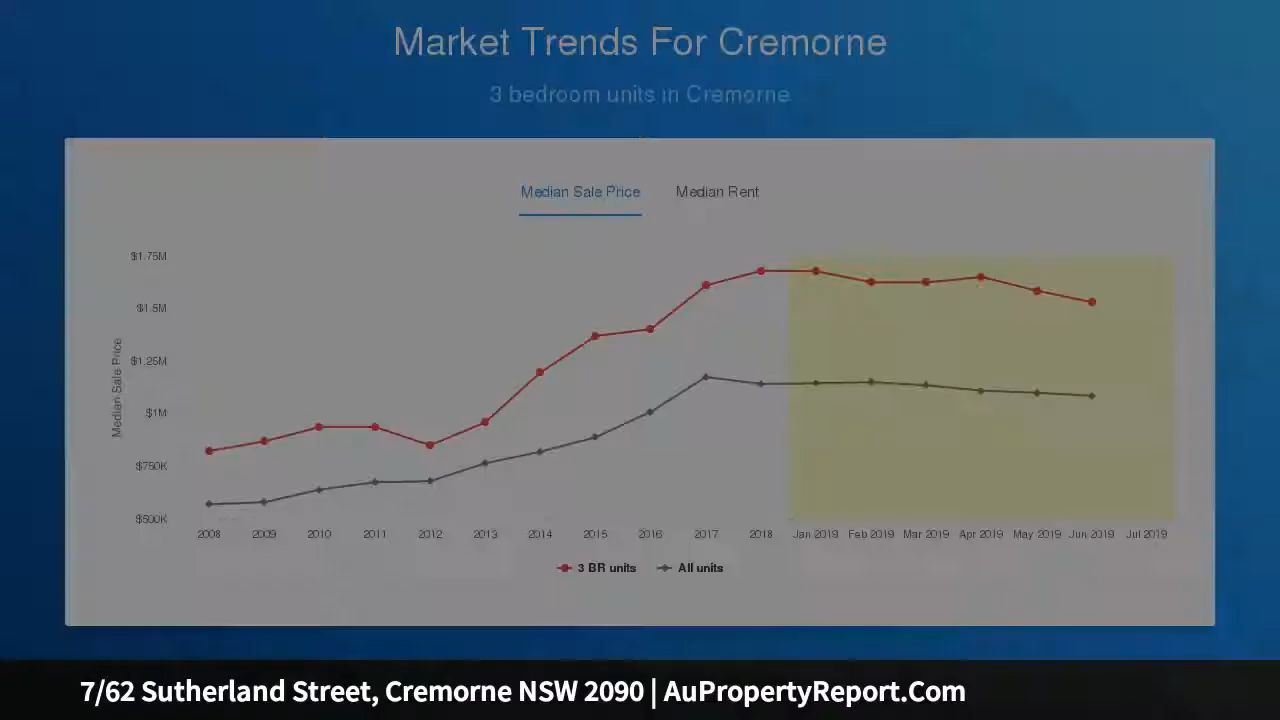 Market Trends For Cremorne
3 bedroom units in Cremorne
Median Sale Price Median Rent
$1.75M
$1.5M
$1.25M
$1M
$750K
$500K
Median Sale Price
2008 2009 2010 2011 2012 2013 2014 2015 2016 2017 2018 Jan 2019 Feb 2019 Mar 2019 Apr 2019 May 2019 Jun 2019 Jul 2019
3 BR units All units
7/62 Sutherland Street, Cremorne NSW 2090 | AuPropertyReport.Com